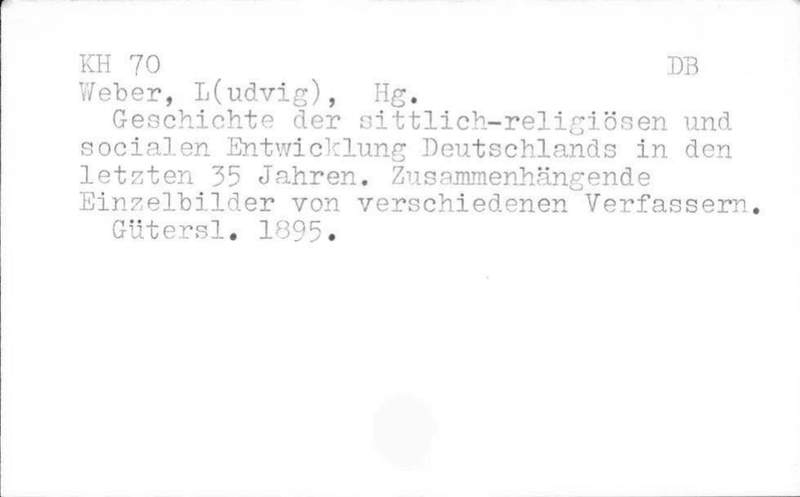 KH 70 DB
Weber, L(udvig), Hg.
Geschichte der sittlich-religiösen und
socialen Entwicklung Deutschlands in den
letzten 35 Jahren. Zusammenhängende
Einzelbilder von verschiedenen Verfassern.
Gütersl. 1895.